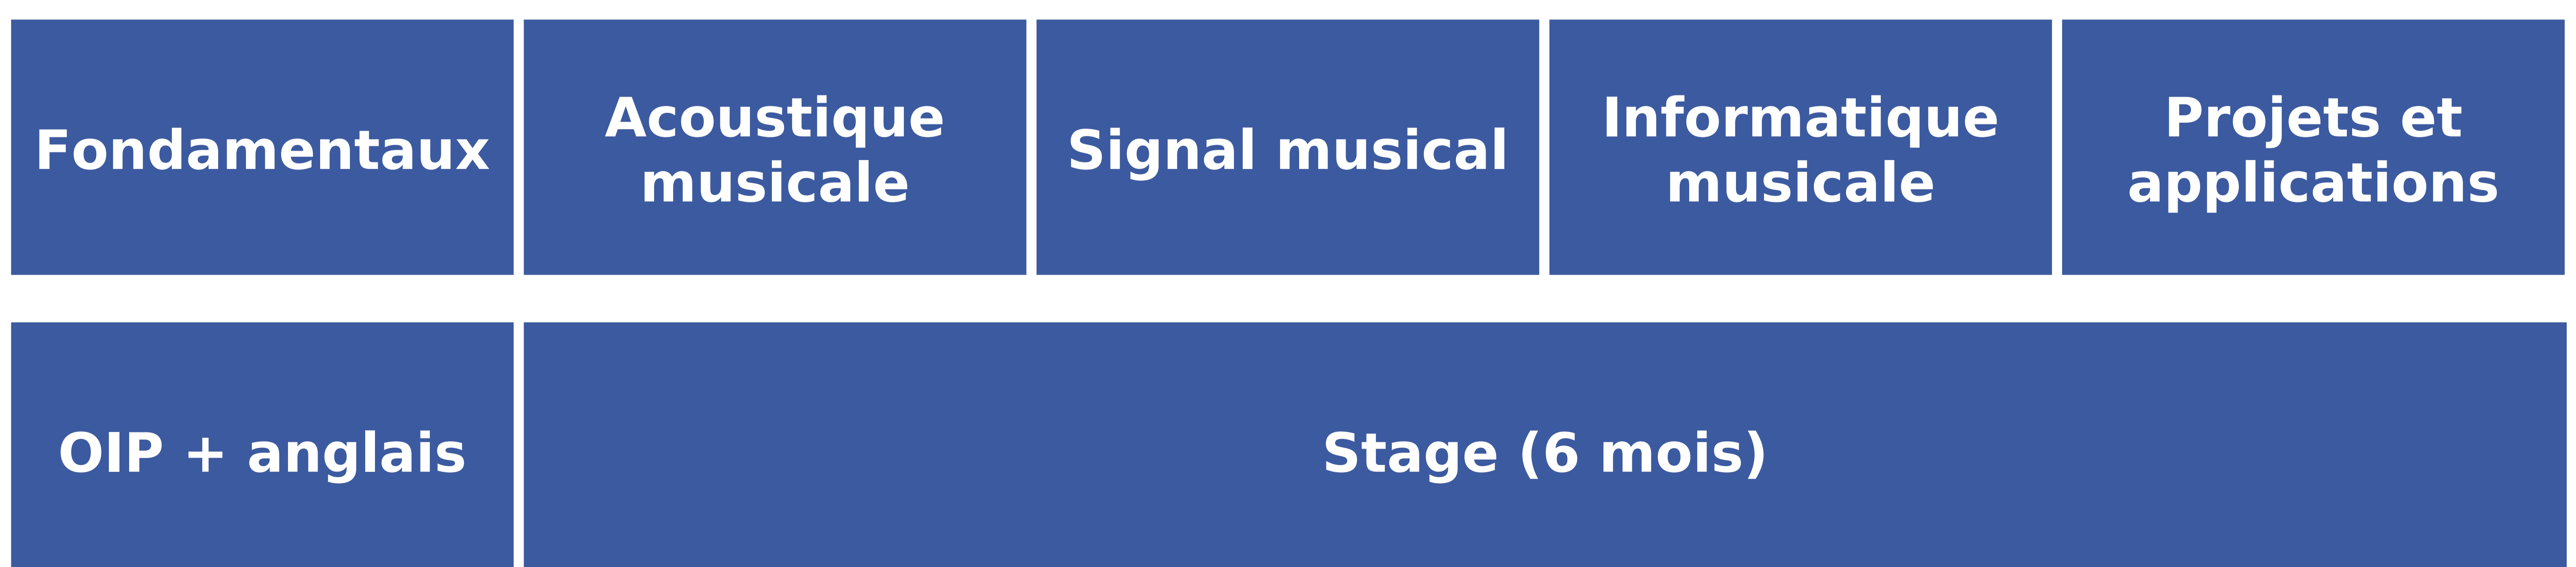 Fondamentaux
Acoustique
musicale
Signal musical
Informatique
musicale
Projets et
applications
OIP + anglais
Stage (6 mois)